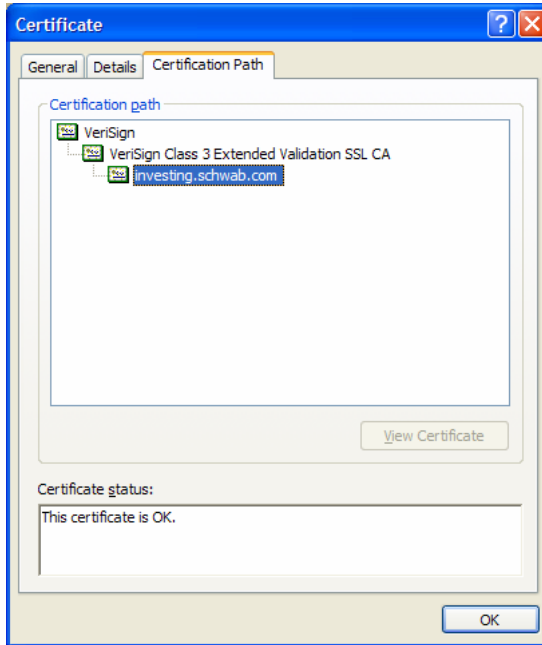 Certificate
General Details Certification Path
Certification path
VeriSign
VeriSign Class 3 Extended Validation SSL CA
investing.schwab.com
View Certificate
Certificate status:
This certificate is OK.
OK